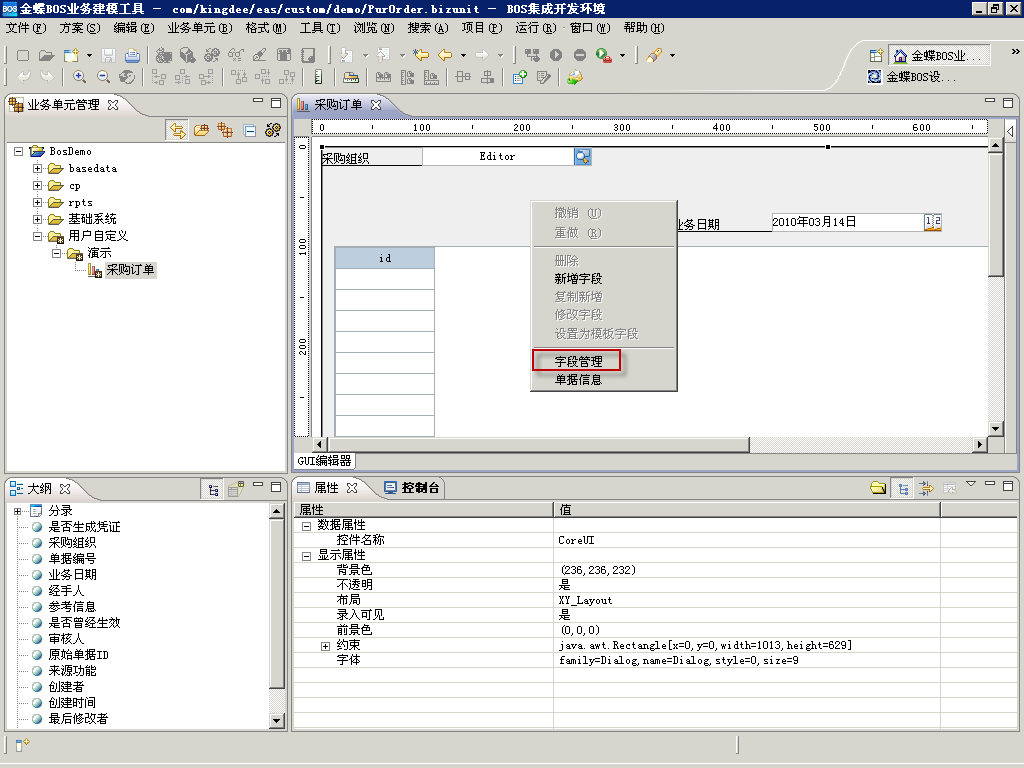 金蝶BOS业务建模工具 － com/kingdee/eas/custom/demo/PurOrder.bizunit － BOS集成开发环境
文件(F) 方案(S) 编辑(E) 业务单元(B) 格式(M) 工具(T) 浏览(N) 搜索(A) 项目(P) 运行(R) 窗口(W) 帮助(H)
金蝶BOS业...
金蝶BOS设...
业务单元管理
BosDemo
basedata
cp
rpts
基础系统
用户自定义
演示
采购订单
采购订单
0 100 200 300 400 500 600
0
100
200
采购组织 Editor
业务日期 2010年03月14日
id
撤销 (U)
重做 (R)
删除
新增字段
复制新增
修改字段
设置为模板字段
字段管理
单据信息
GUI编辑器
大纲
分录
是否生成凭证
采购组织
单据编号
业务日期
经手人
参考信息
是否曾经生效
审核人
原始单据ID
来源功能
创建者
创建时间
最后修改者
属性 控制台
属性 值
数据属性
控件名称 CoreUI
显示属性
背景色 (236,236,232)
不透明 是
布局 XY_Layout
录入可见 是
前景色 (0,0,0)
约束 java.awt.Rectangle[x=0,y=0,width=1013,height=629]
字体 family=Dialog,name=Dialog,style=0,size=9